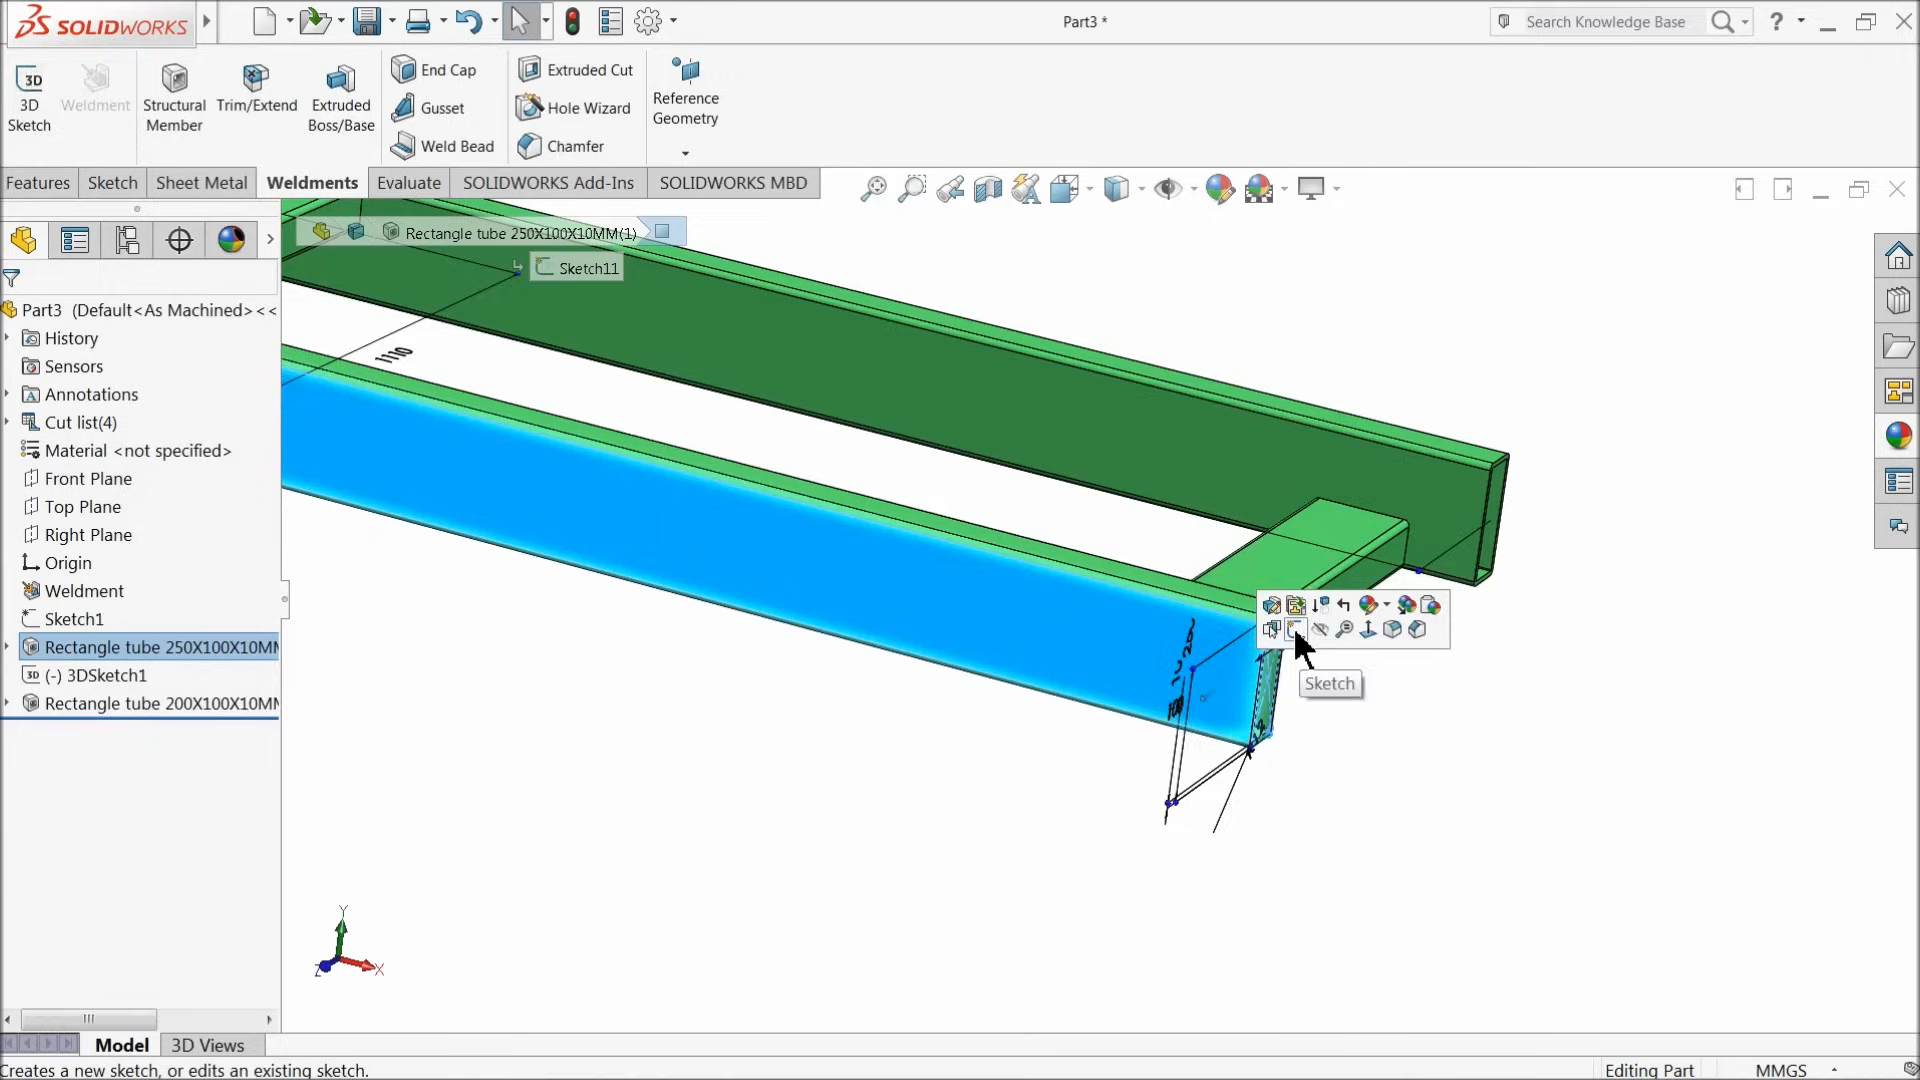 SOLIDWORKS
Part3 *
Search Knowledge Base
3D Sketch
Weldment
Structural Member
Trim/Extend
Extruded Boss/Base
End Cap
Gusset
Weld Bead
Extruded Cut
Hole Wizard
Chamfer
Reference Geometry
Features
Sketch
Sheet Metal
Weldments
Evaluate
SOLIDWORKS Add-Ins
SOLIDWORKS MBD
Rectangle tube 250X100X10MM(1)
Sketch11
Part3 (Default<As Machined><<
History
Sensors
Annotations
Cut list(4)
Material <not specified>
Front Plane
Top Plane
Right Plane
Origin
Weldment
Sketch1
Rectangle tube 250X100X10MM
(-) 3DSketch1
Rectangle tube 200X100X10MM
1110
Sketch
Y
X
Z
Model
3D Views
Creates a new sketch, or edits an existing sketch.
Editing Part
MMGS